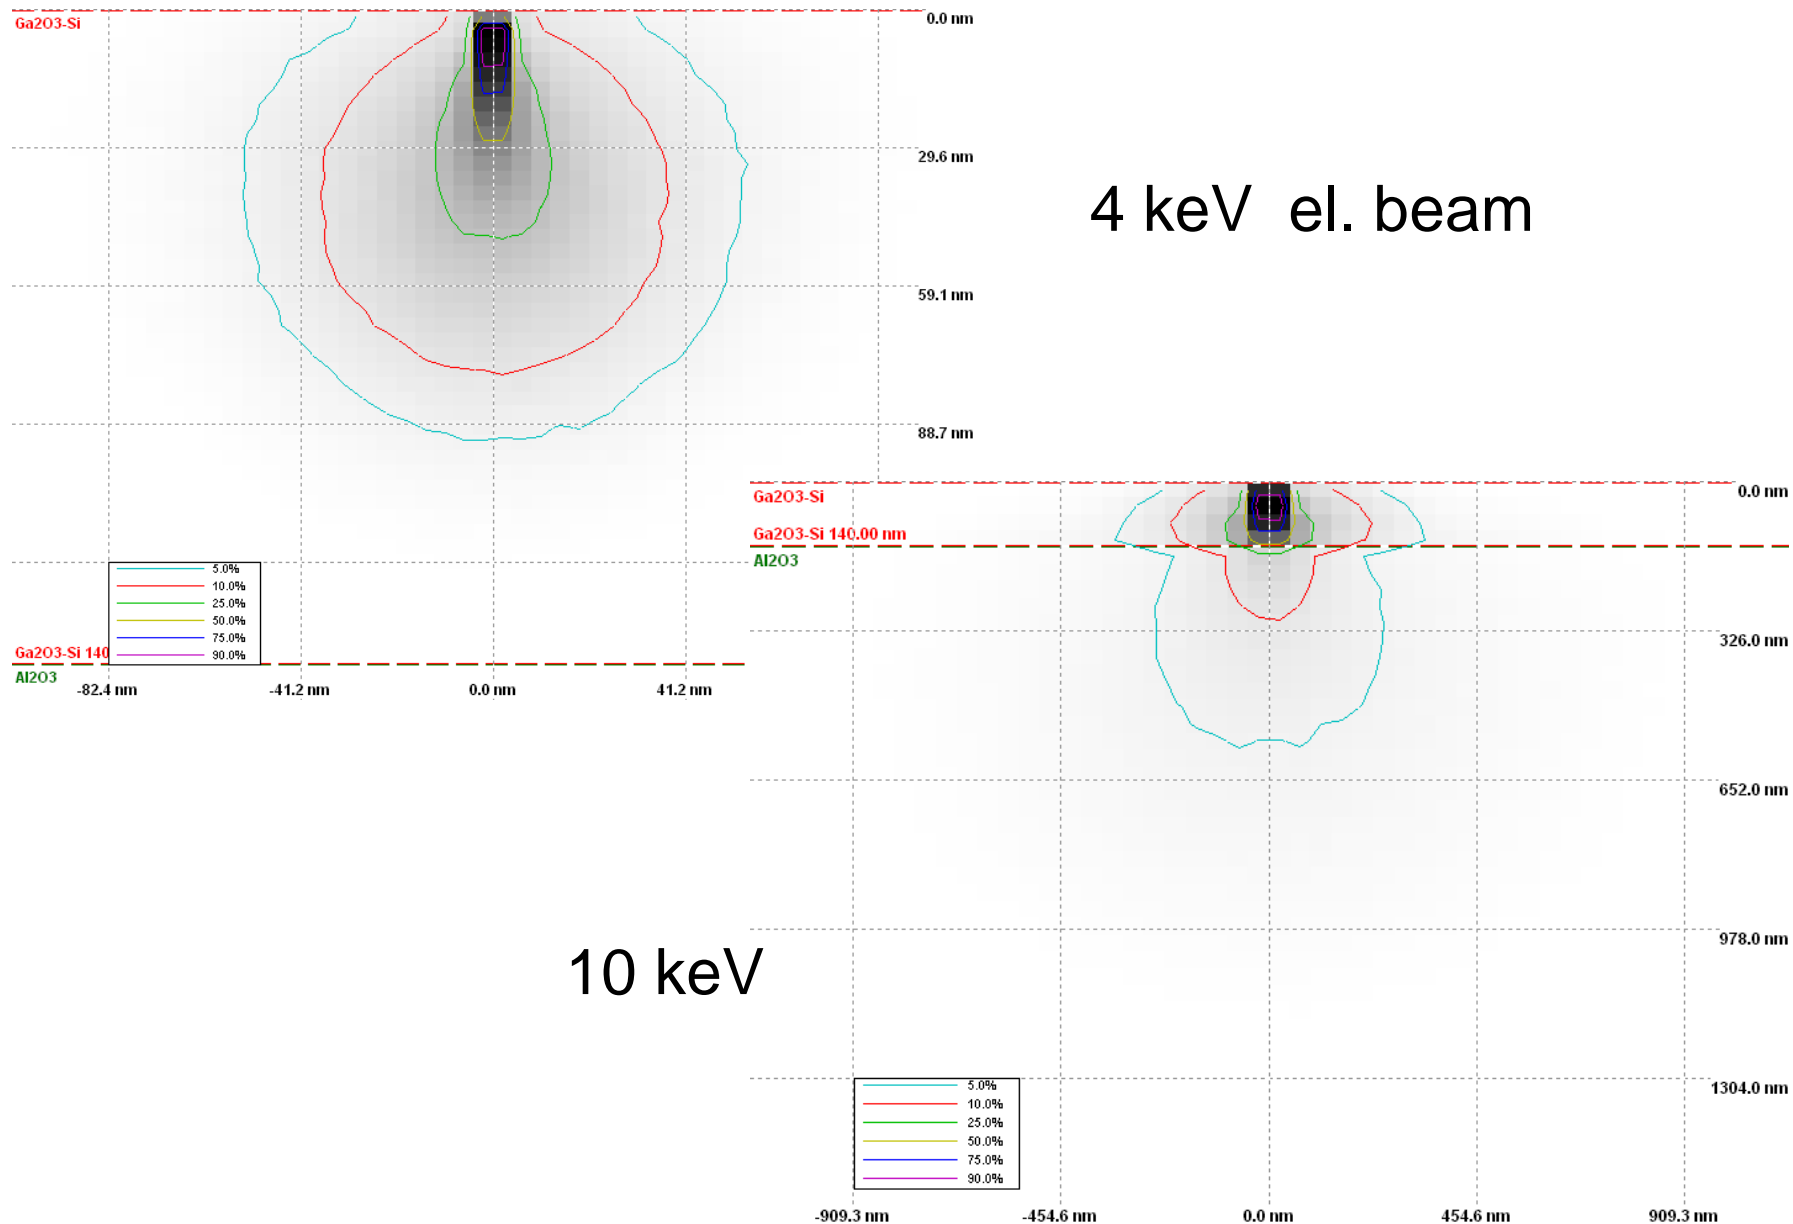 Ga2O3-Si
0.0 nm
29.6 nm
4 keV el. beam
59.1 nm
88.7 nm
5.0%
10.0%
25.0%
50.0%
75.0%
90.0%
Ga2O3-Si 140
Al2O3
-82.4 nm
-41.2 nm
0.0 nm
41.2 nm
Ga2O3-Si
0.0 nm
Ga2O3-Si 140.00 nm
Al2O3
326.0 nm
652.0 nm
10 keV
978.0 nm
1304.0 nm
5.0%
10.0%
25.0%
50.0%
75.0%
90.0%
-909.3 nm
-454.6 nm
0.0 nm
454.6 nm
909.3 nm